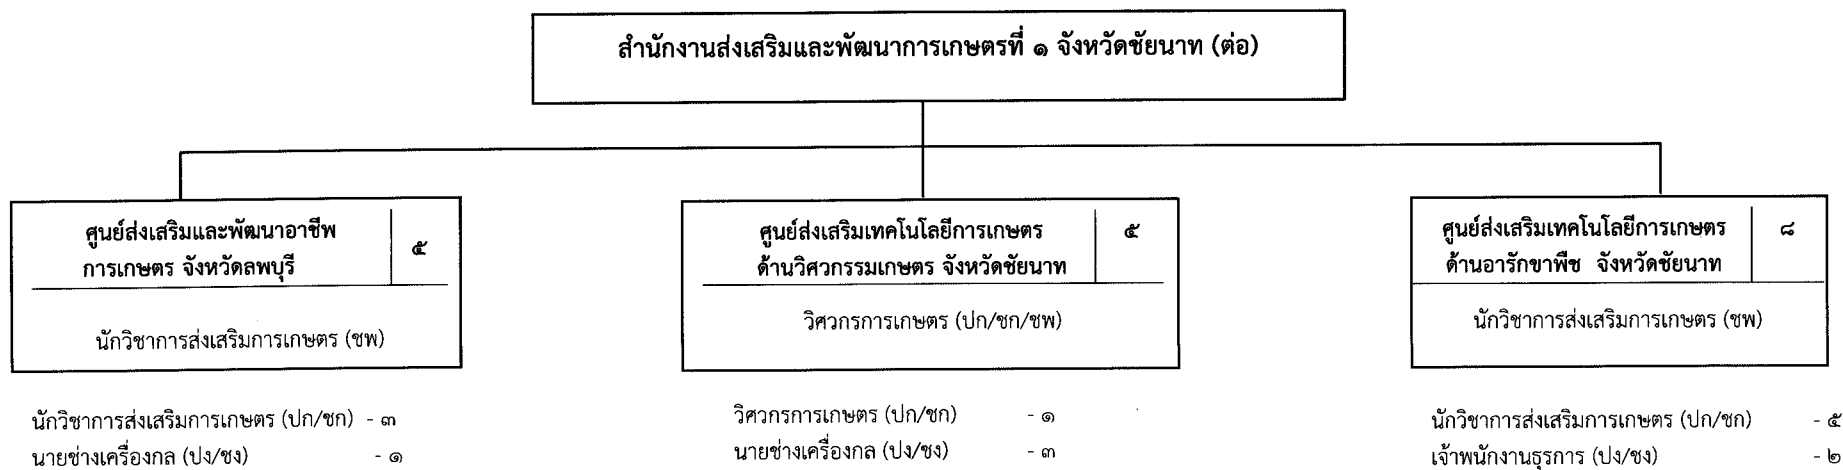 สำนักงานส่งเสริมและพัฒนาการเกษตรที่ ๑ จังหวัดชัยนาท (ต่อ)
ศูนย์ส่งเสริมและพัฒนาอาชีพ
การเกษตร จังหวัดลพบุรี
๕
นักวิชาการส่งเสริมการเกษตร (ชพ)
นักวิชาการส่งเสริมการเกษตร (ปก/ชก) - ๓
นายช่างเครื่องกล (ปง/ชง) - ๑
ศูนย์ส่งเสริมเทคโนโลยีการเกษตร
ด้านวิศวกรรมเกษตร จังหวัดชัยนาท
๕
วิศวกรการเกษตร (ปก/ชก/ชพ)
วิศวกรการเกษตร (ปก/ชก) - ๑
นายช่างเครื่องกล (ปง/ชง) - ๓
ศูนย์ส่งเสริมเทคโนโลยีการเกษตร
ด้านอารักขาพืช จังหวัดชัยนาท
๘
นักวิชาการส่งเสริมการเกษตร (ชพ)
นักวิชาการส่งเสริมการเกษตร (ปก/ชก) - ๕
เจ้าพนักงานธุรการ (ปง/ชง) - ๒